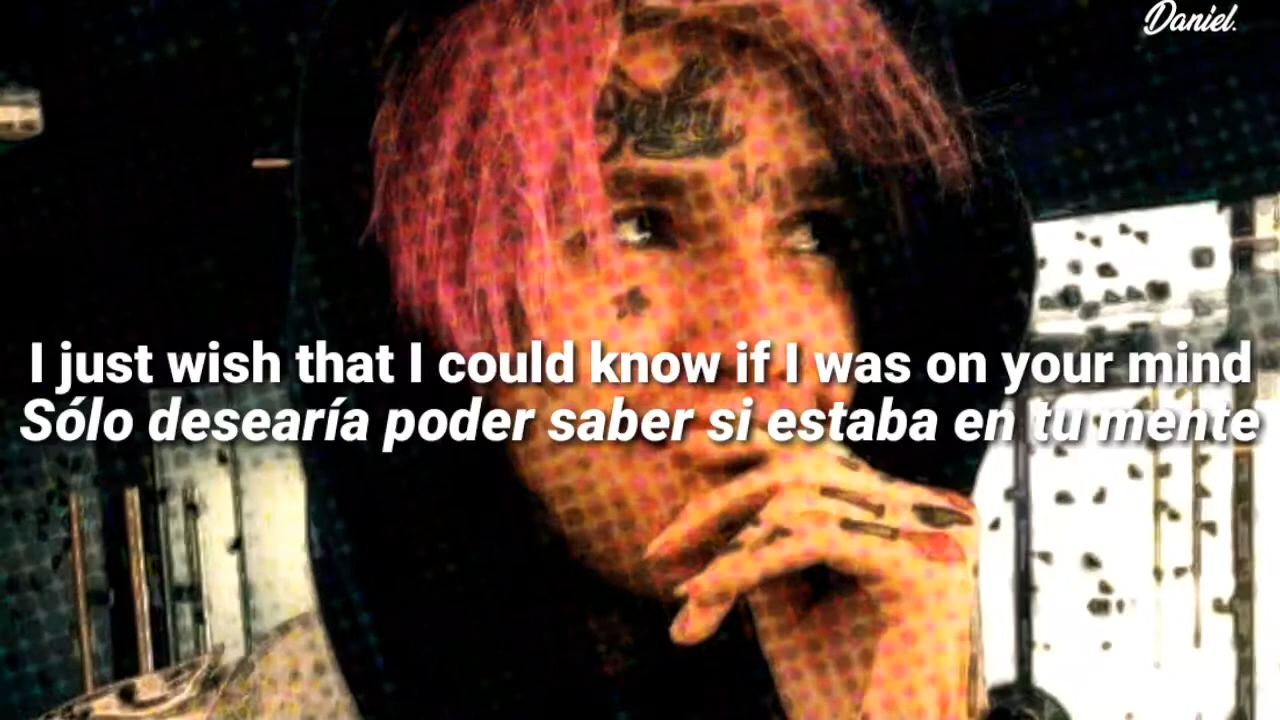 Daniel.
I just wish that I could know if I was on your mind
Sólo desearía poder saber si estaba en tu mente